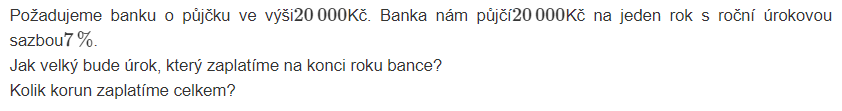 Požadujeme banku o půjčku ve výši20 000Kč. Banka nám půjčí20 000Kč na jeden rok s roční úrokovou
sazbou7 %.
Jak velký bude úrok, který zaplatíme na konci roku bance?
Kolik korun zaplatíme celkem?